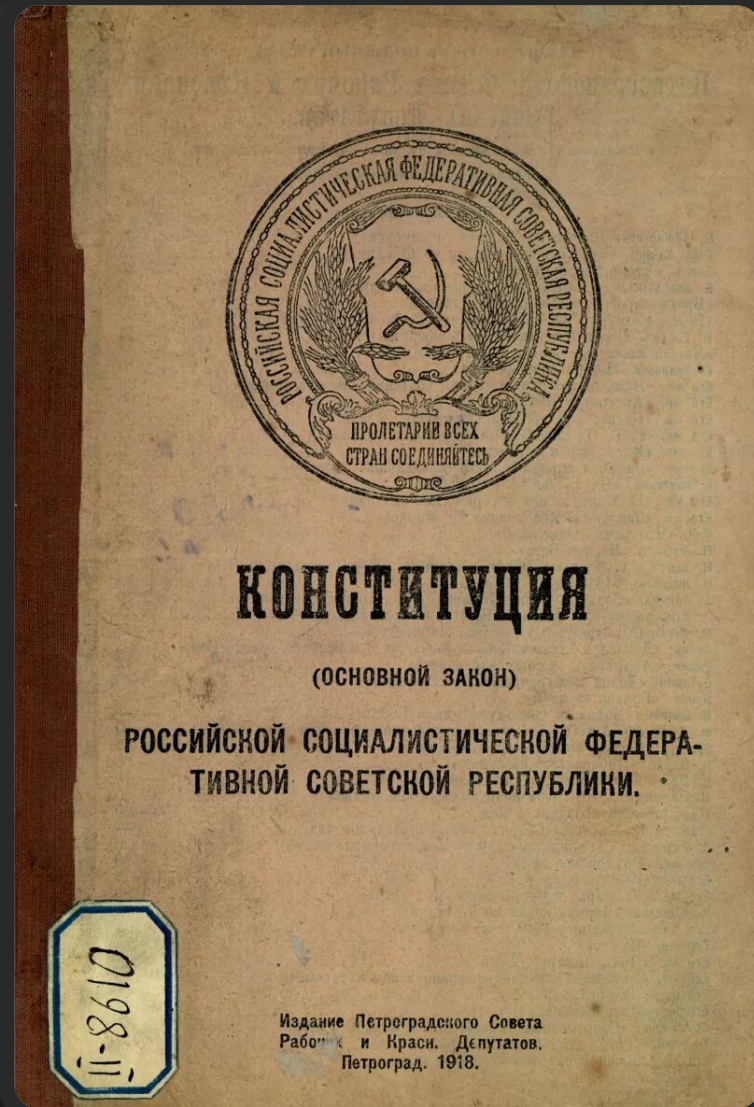 РОССИЙСКАЯ СОЦИАЛИСТИЧЕСКАЯ ФЕДЕРАТИВНАЯ СОВЕТСКАЯ РЕСПУБЛИКА
ПРОЛЕТАРИИ ВСЕХ
СТРАН СОЕДИНЯЙТЕСЬ
КОНСТИТУЦИЯ
(ОСНОВНОЙ ЗАКОН)
РОССИЙСКОЙ СОЦИАЛИСТИЧЕСКОЙ ФЕДЕРА-
ТИВНОЙ СОВЕТСКОЙ РЕСПУБЛИКИ.
Издание Петроградского Совета
и Красн. Депутатов.
Петроград. 1918.
0198-II